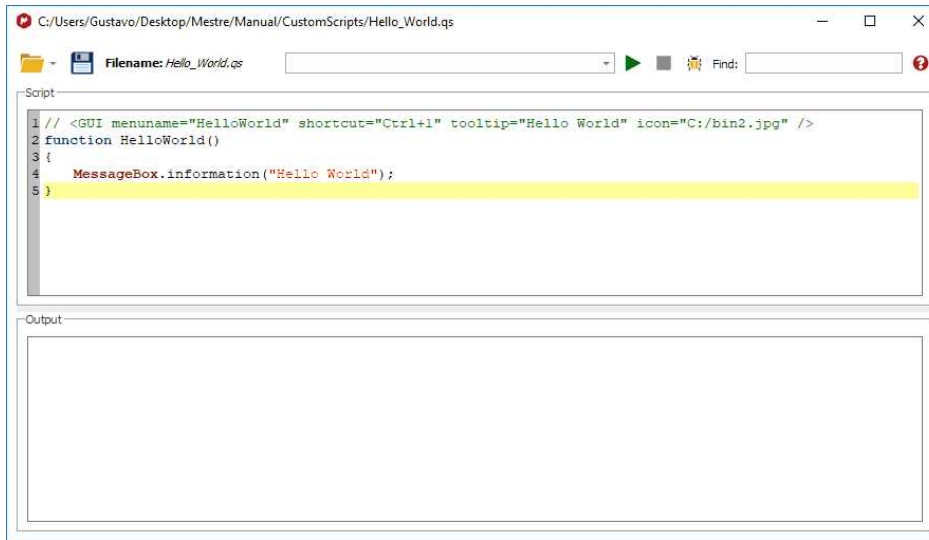 C:/Users/Gustavo/Desktop/Mestre/Manual/CustomScripts/Hello_World.qs
Filename: Hello_World.qs Find:
Script
1 // <GUI menuname="HelloWorld" shortcut="Ctrl+1" tooltip="Hello World" icon="C:/bin2.jpg" />
2 function HelloWorld()
3 {
4 MessageBox.information("Hello World");
5 }
Output